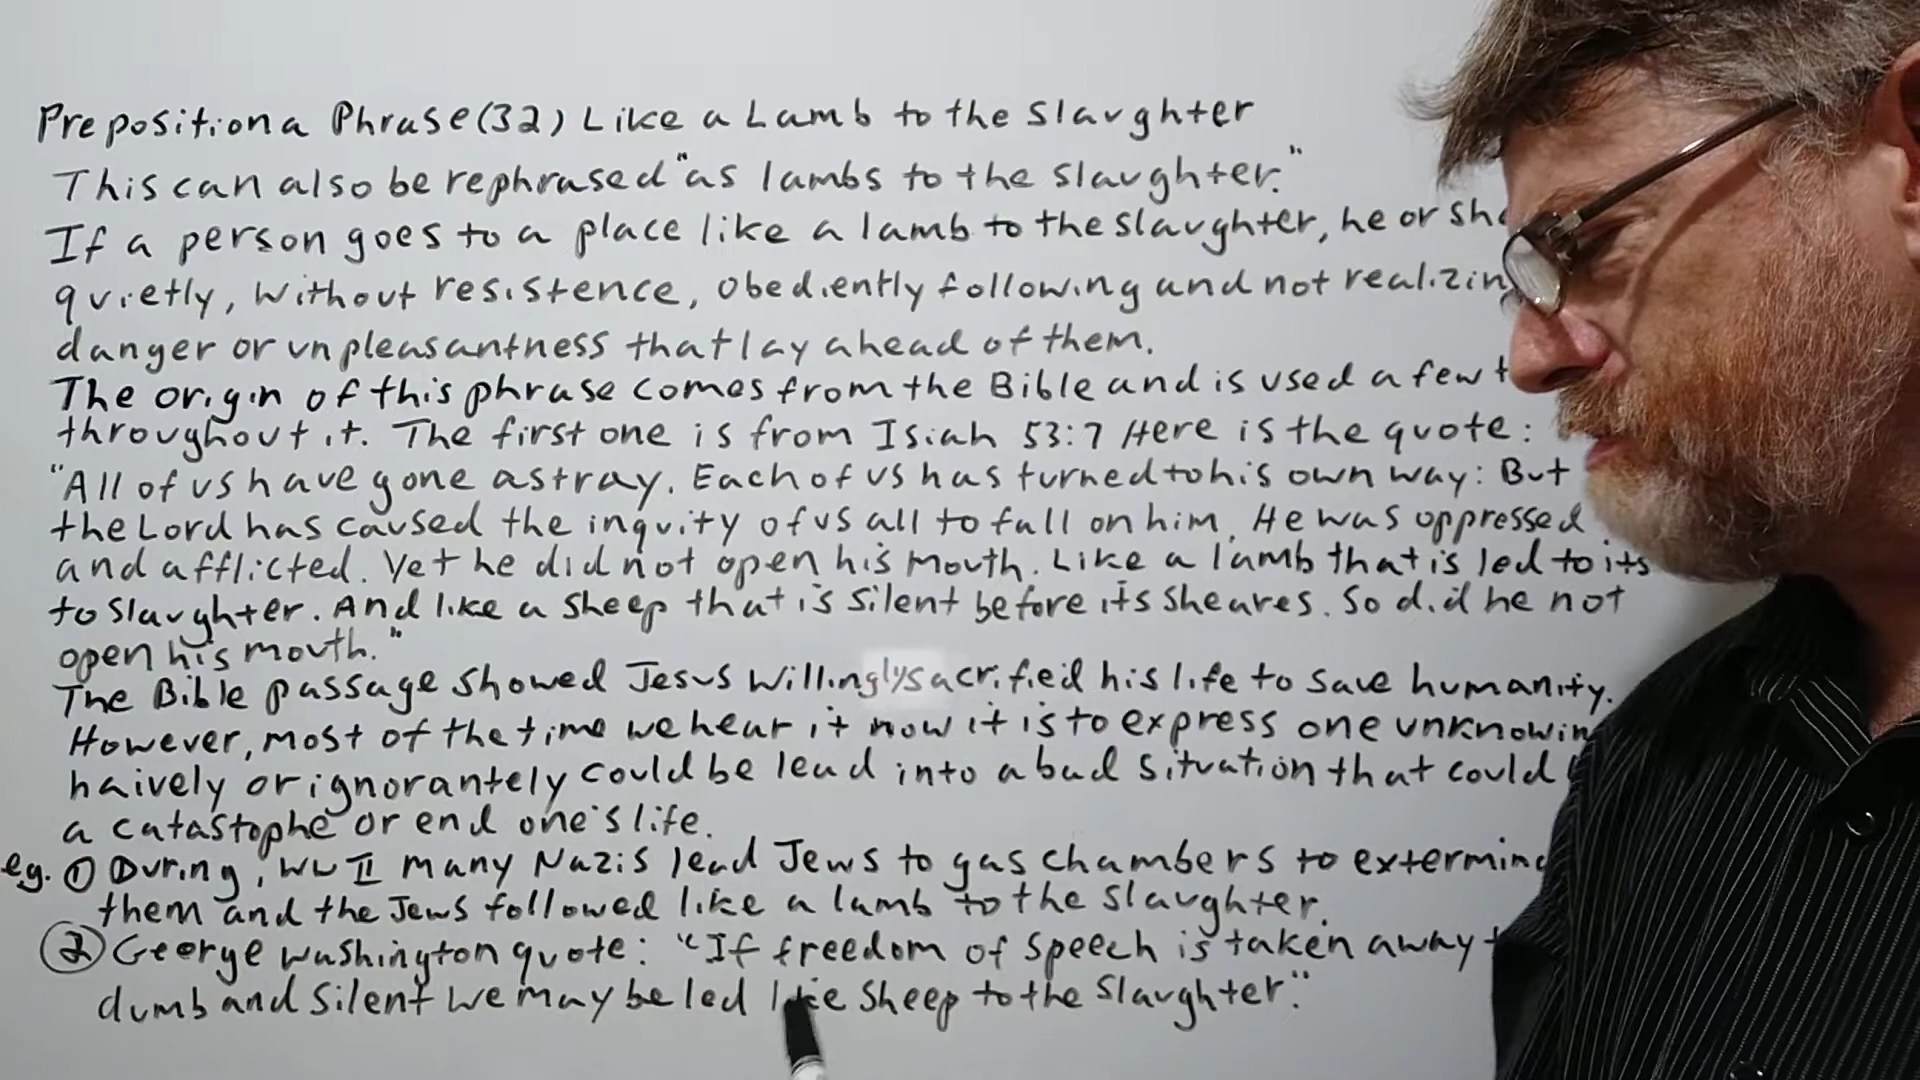 Prepositiona Phrase (32) Like a Lamb to the Slaughter
This can also be rephrased "as lambs to the slaughter."
If a person goes to a place like a lamb to the slaughter, he or
quietly, without resistence, obediently following and not
danger or unpleasantness that lay ahead of them.
The origin of this phrase comes from the Bible and is used a few
throughout it. The first one is from Isiah 53:7 Here is the quote:
"All of us have gone astray. Each of us has turned to his own way: But
the Lord has caused the inquity of us all to fall on him. He was oppressed
and afflicted. Yet he did not open his mouth. Like a lamb that is led to its
to slaughter. And like a sheep that is silent before its sheares. So did he not
open his mouth."
The Bible passage showed Jesus willingly sacrified his life to save humanity.
However, most of the time we hear it now it is to express one
naively or ignorantely could be lead into a bad situation that could
a catastophe or end one's life.
eg. ① During, WW II many Nazis lead Jews to gas chambers to
them and the Jews followed like a lamb to the slaughter.
② George Washington quote: "If freedom of speech is taken away
dumb and silent we may be led like sheep to the slaughter."